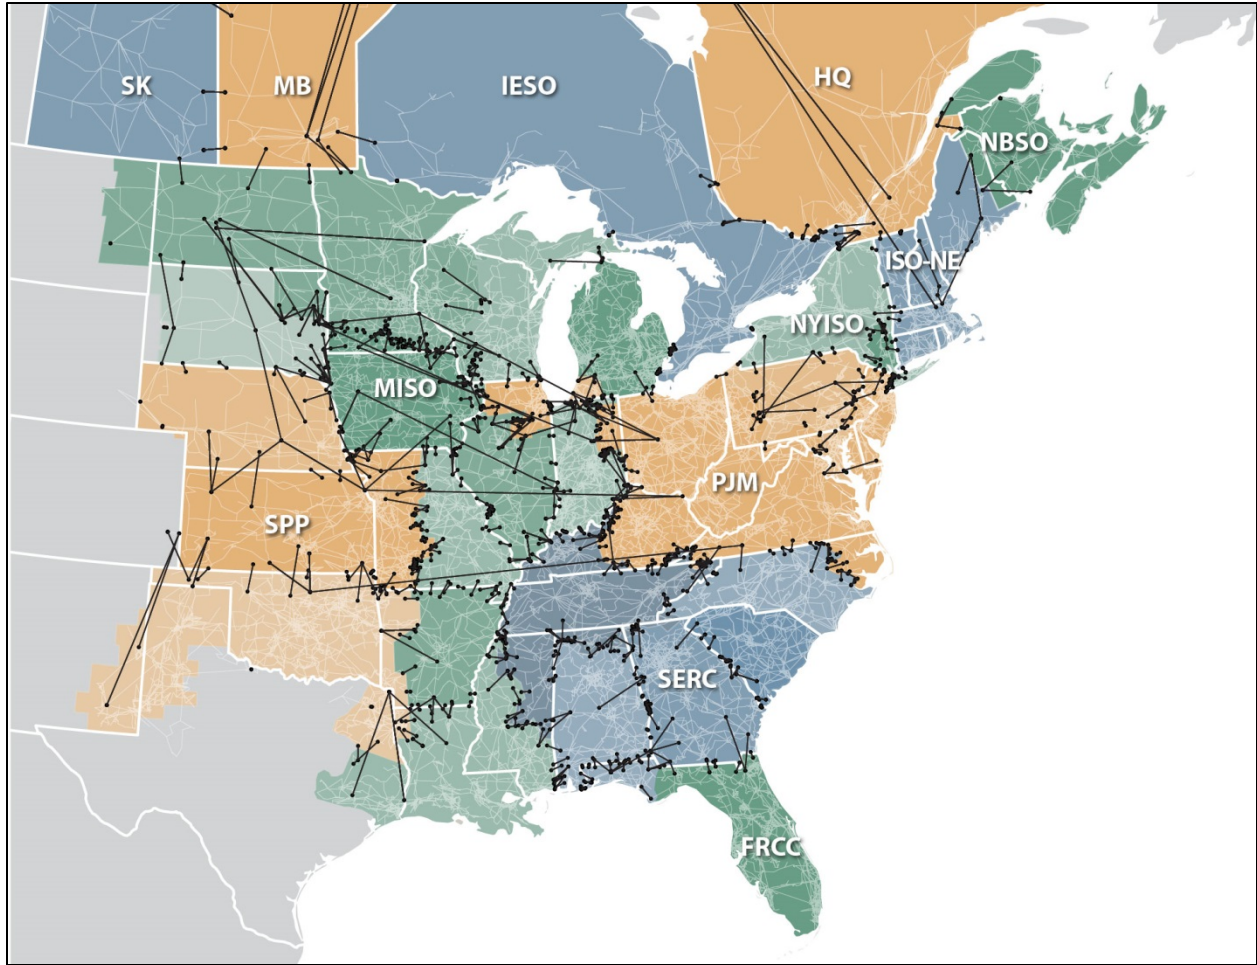 SK
MB
IESO
HQ
NBSO
ISO-NE
NYISO
MISO
PJM
SPP
SERC
FRCC